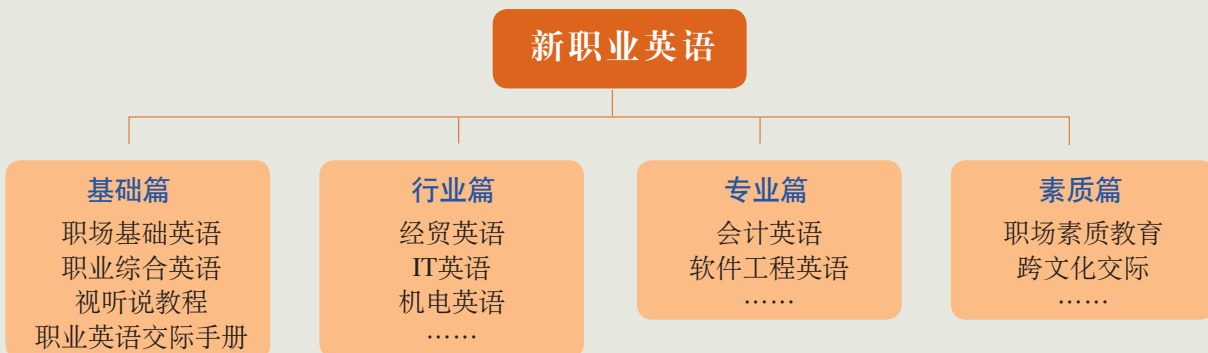 新职业英语
基础篇
职场基础英语
职业综合英语
视听说教程
职业英语交际手册
行业篇
经贸英语
IT英语
机电英语
……
专业篇
会计英语
软件工程英语
……
素质篇
职场素质教育
跨文化交际
……